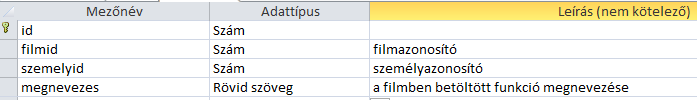 Mezőnév Adattípus Leírás (nem kötelező)
id Szám
filmid Szám filmazonosító
szemelyid Szám személyazonosító
megnevezes Rövid szöveg a filmben betöltött funkció megnevezése